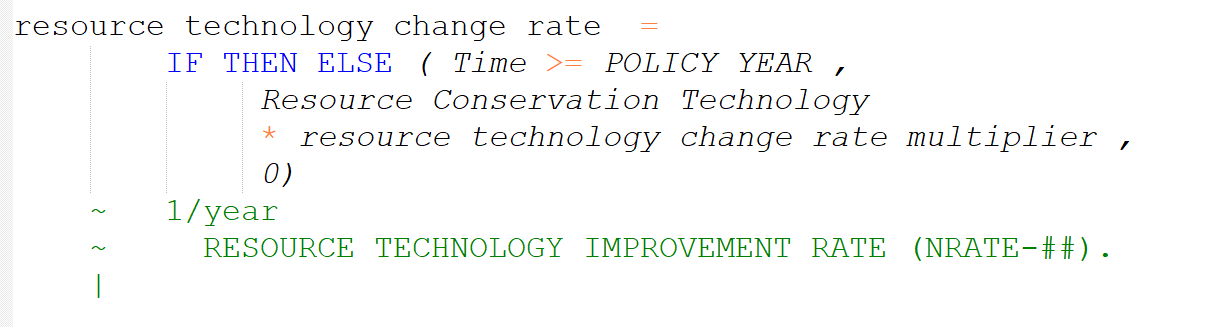 resource technology change rate  =
IF THEN ELSE ( Time >= POLICY YEAR ,
Resource Conservation Technology
* resource technology change rate multiplier ,
0)
~ 1/year
~ RESOURCE TECHNOLOGY IMPROVEMENT RATE (NRATE-##).
|